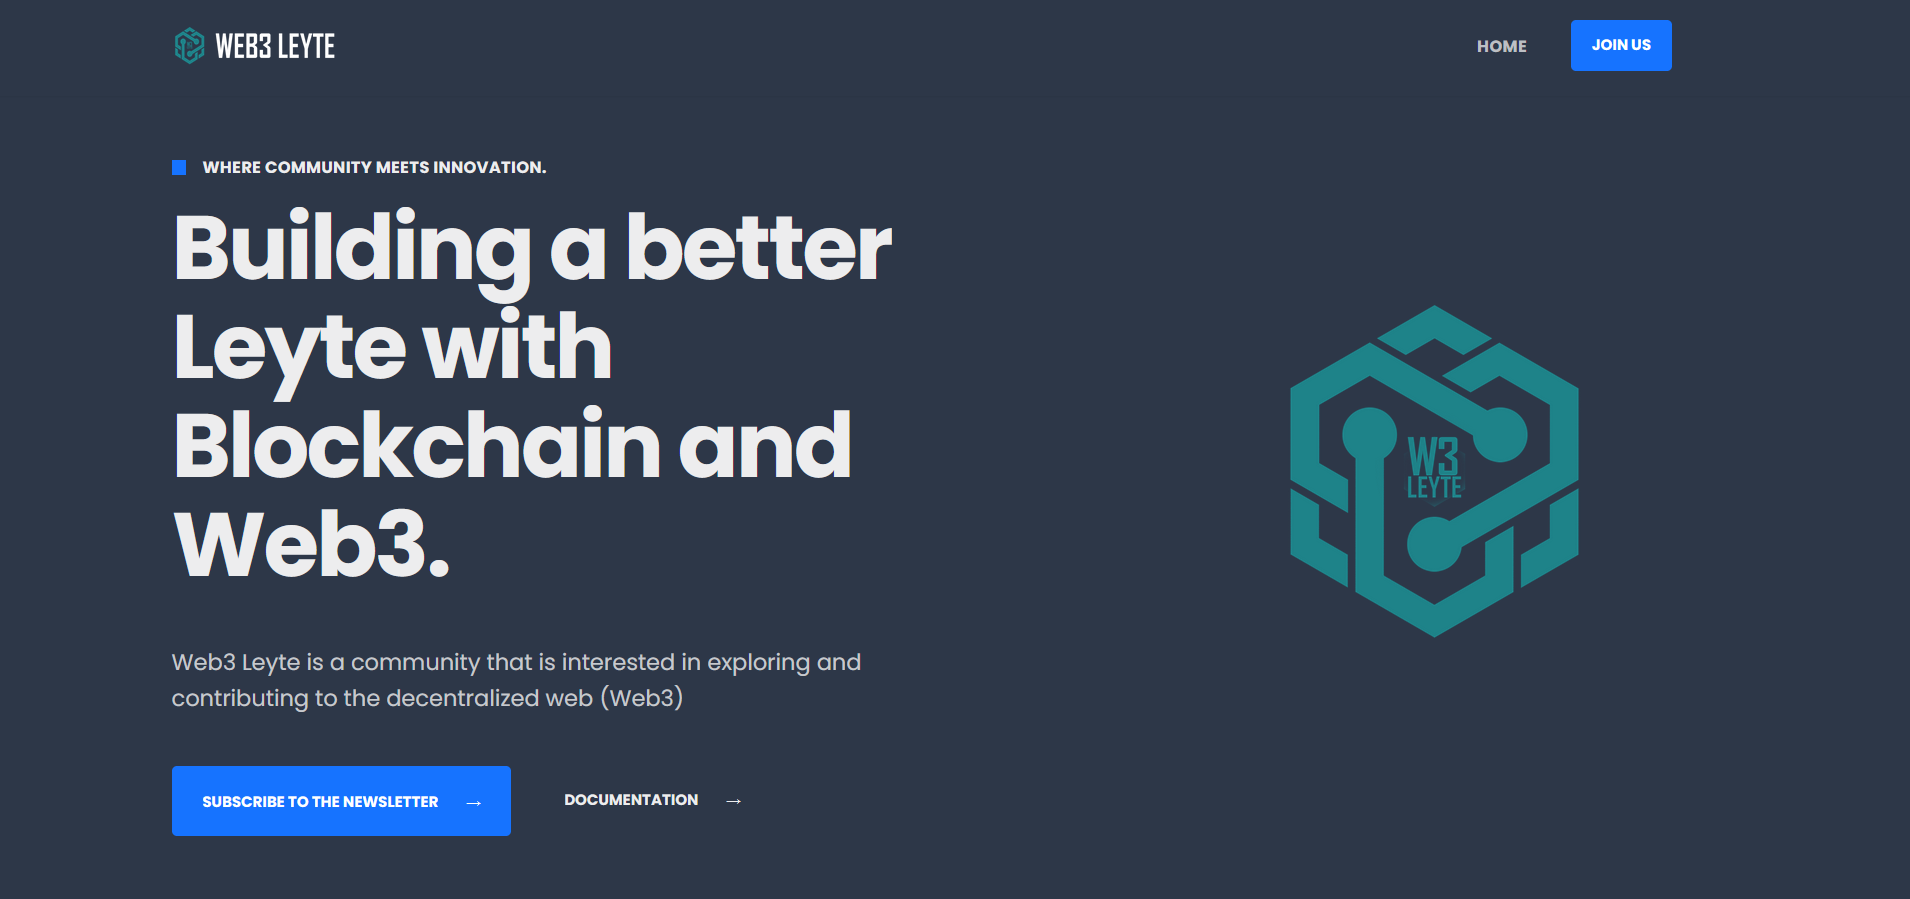 WEB3 LEYTE
HOME
JOIN US
WHERE COMMUNITY MEETS INNOVATION.
Building a better
Leyte with
Blockchain and
Web3.
W3
LEYTE
Web3 Leyte is a community that is interested in exploring and
contributing to the decentralized web (Web3)
SUBSCRIBE TO THE NEWSLETTER →
DOCUMENTATION →